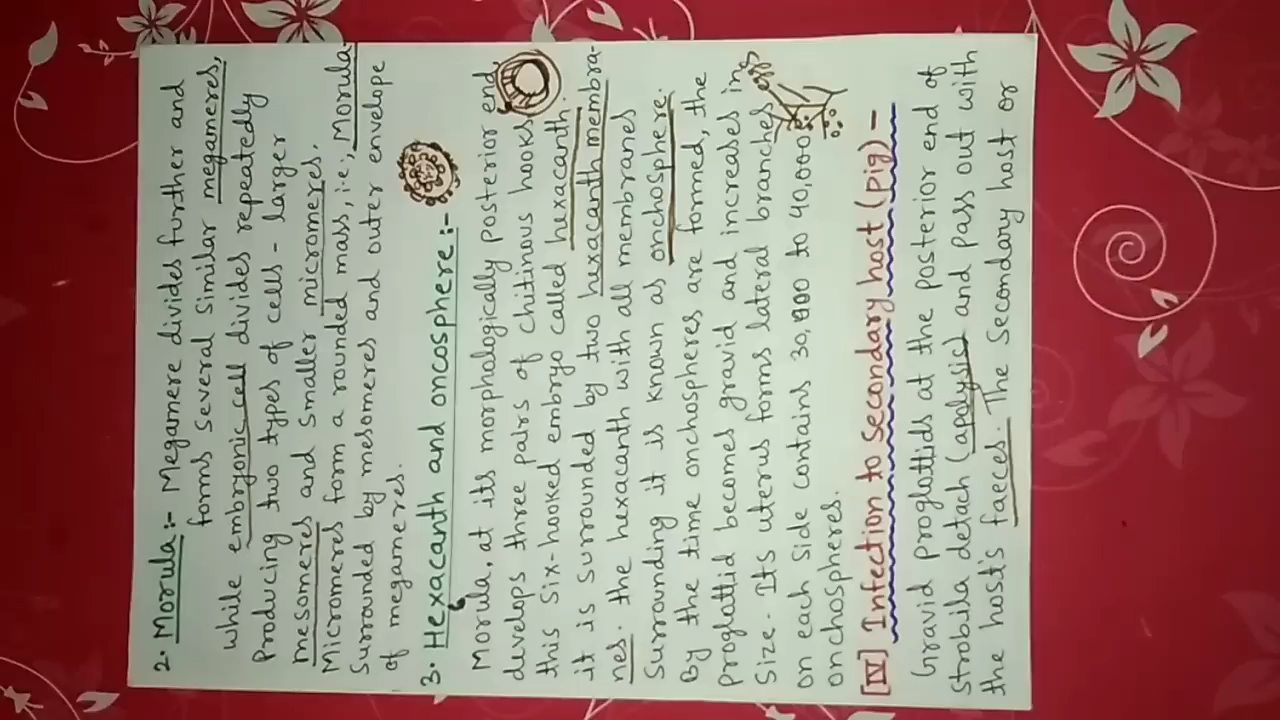 2. Morula:- Megamere divides further and
forms several similar megameres,
while embryonic cell divides repeatedly
Producing two types of cell - larger
mesomeres and smaller micromeres.
Micromeres form a rounded mass, i.e., Morula
Surrounded by mesomeres and outer envelope
of megameres.
3. Hexacanth and oncosphere:-
6
Morula, at its morphologically posterior end,
develops three pairs of chitinous hooks
this six-hooked embryo called hexacanth.
it is surrounded by two hexacanth membra-
nes. the hexacanth with all membranes
Surrounding it is known as onchosphere.
By the time onchospheres are formed, the
proglottid becomes gravid and increases in
Size. Its uterus forms lateral branches
on each side contains 30,000 to 40,000
onchospheres.
[IV] Infection to Secondary host (Pig) -
Gravid proglottids at the posterior end of
Strobila detach (apolysis) and pass out with
the host's faeces. The Secondary host or